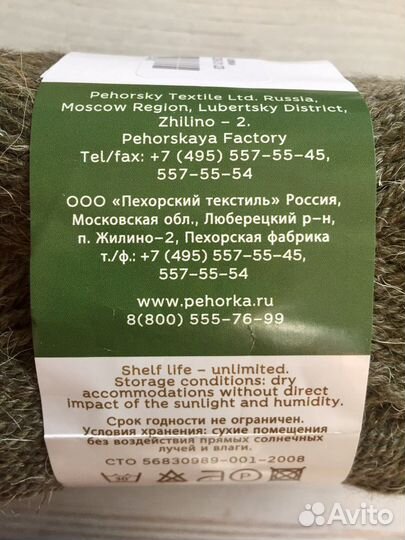 Pehorsky Textile Ltd. Russia,
Moscow Region, Lubertsky District,
Zhilino – 2.
Pehorskaya Factory
Tel/fax: +7 (495) 557-55-45,
557-55-54
ООО «Пехорский текстиль» Россия,
Московская обл., Люберецкий р-н,
п. Жилино-2, Пехорская фабрика
т./ф.: +7 (495) 557-55-45,
557-55-54
www.pehorka.ru
8(800) 555-76-99
Shelf life – unlimited.
Storage conditions: dry
accommodations without direct
impact of the sunlight and humidity.
Срок годности не ограничен.
Условия хранения: сухие помещения
без воздействия прямых солнечных
лучей и влаги.
СТО 56830989-001-2008
30°
P
Avito